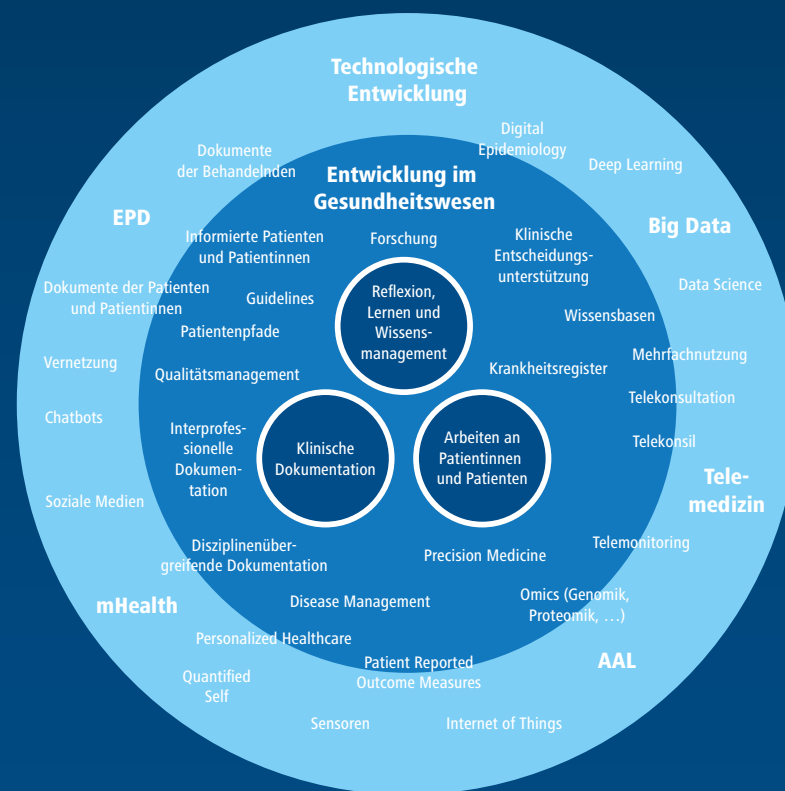 Technologische
Entwicklung
Digital
Epidemiology
Deep Learning
Dokumente
der Behandelnden
Entwicklung im
Gesundheitswesen
EPD
Big Data
Informierte Patienten
und Patientinnen
Forschung
Klinische
Entscheidungs-
unterstützung
Dokumente der Patienten
und Patientinnen
Guidelines
Reflexion,
Lernen und
Wissens-
management
Data Science
Patientenpfade
Wissensbasen
Vernetzung
Qualitätsmanagement
Krankheitsregister
Mehrfachnutzung
Telekonsultation
Chatbots
Interprofes-
sionelle
Dokumen-
tation
Klinische
Dokumentation
Arbeiten an
Patientinnen
und Patienten
Telekonsil
Tele-
medizin
Soziale Medien
Disziplinenüber-
greifende Dokumentation
Precision Medicine
Telemonitoring
mHealth
Disease Management
Omics (Genomik,
Proteomik, …)
Personalized Healthcare
AAL
Patient Reported
Outcome Measures
Quantified
Self
Sensoren
Internet of Things